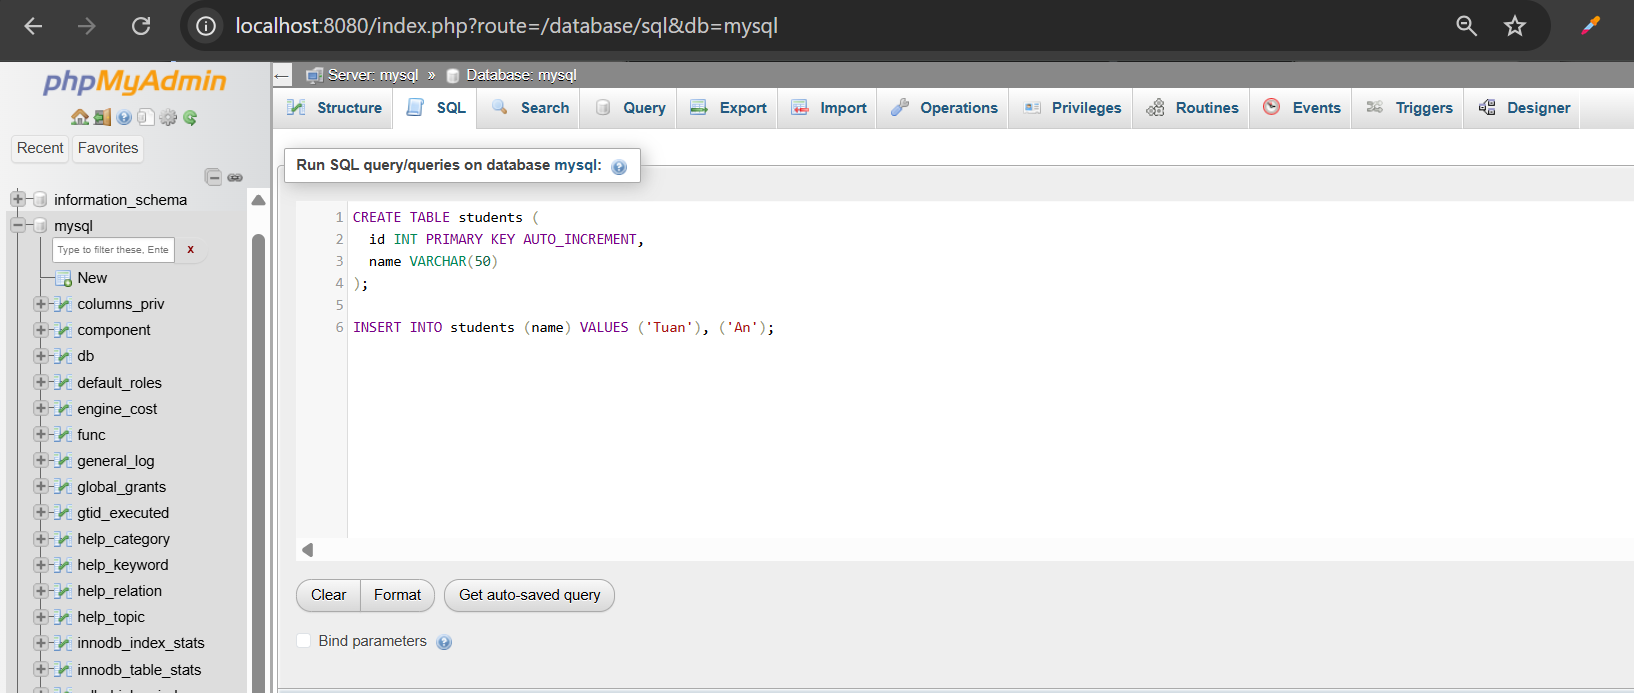 localhost:8080/index.php?route=/database/sql&db=mysql
phpMyAdmin
Recent Favorites
information_schema
mysql
Type to filter these, Ente X
New
columns_priv
component
db
default_roles
engine_cost
func
general_log
global_grants
gtid_executed
help_category
help_keyword
help_relation
help_topic
innodb_index_stats
innodb_table_stats
← Server: mysql » Database: mysql
Structure SQL Search Query Export Import Operations Privileges Routines Events Triggers Designer
Run SQL query/queries on database mysql:
1 CREATE TABLE students (
2 id INT PRIMARY KEY AUTO_INCREMENT,
3 name VARCHAR(50)
4 );
5
6 INSERT INTO students (name) VALUES ('Tuan'), ('An');
Clear Format Get auto-saved query
Bind parameters